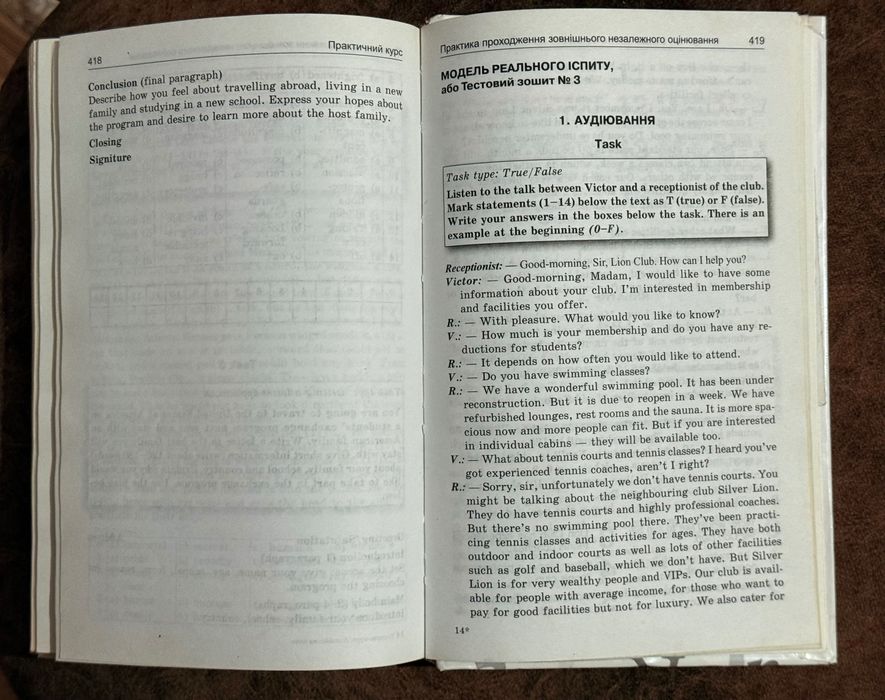 418
Практичний курс
Conclusion (final paragraph)
Describe how you feel about travelling abroad, living in a new
family and studying in a new school. Express your hopes about
the program and desire to learn more about the host family.
Closing
Signiture
Практика проходження зовнішнього незалежного оцінювання 419
МОДЕЛЬ РЕАЛЬНОГО ІСПИТУ,
або Тестовий зошит № 3
1. АУДІЮВАННЯ
Task
Task type: True/False
Listen to the talk between Victor and a receptionist of the club.
Mark statements (1–14) below the text as T (true) or F (false).
Write your answers in the boxes below the task. There is an
example at the beginning (0–F).
Receptionist: — Good-morning, Sir, Lion Club. How can I help you?
Victor: — Good-morning, Madam, I would like to have some
information about your club. I'm interested in membership
and facilities you offer.
R.: — With pleasure. What would you like to know?
V.: — How much is your membership and do you have any re-
ductions for students?
R.: — It depends on how often you would like to attend.
V.: — Do you have swimming classes?
R.: — We have a wonderful swimming pool. It has been under
reconstruction. But it is due to reopen in a week. We have
refurbished lounges, rest rooms and the sauna. It is more spa-
cious now and more people can fit. But if you are interested
in individual cabins — they will be available too.
V.: — What about tennis courts and tennis classes? I heard you've
got experienced tennis coaches, aren't I right?
R.: — Sorry, sir, unfortunately we don't have tennis courts. You
might be talking about the neighbouring club Silver Lion.
They do have tennis courts and highly professional coaches.
But there's no swimming pool there. They've been practi-
cing tennis classes and activities for ages. They have both
outdoor and indoor courts as well as lots of other facilities
such as golf and baseball, which we don't have. But Silver
Lion is for very wealthy people and VIPs. Our club is avail-
able for people with average income, for those who want to
pay for good facilities but not for luxury. We also cater for
14*